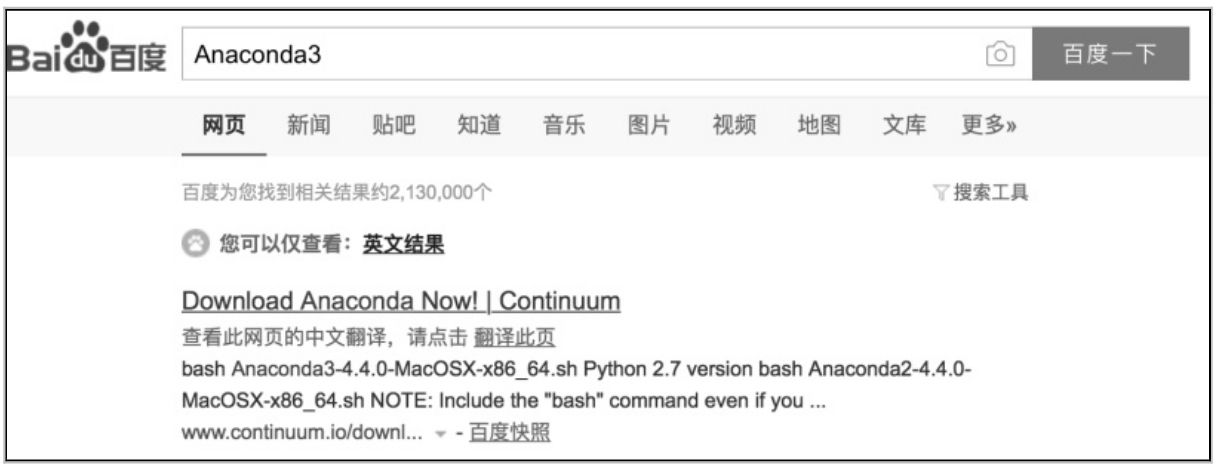 Bai du 百度 Anaconda3 百度一下
网页 新闻 贴吧 知道 音乐 图片 视频 地图 文库 更多»
百度为您找到相关结果约2,130,000个 搜索工具
您可以仅查看：英文结果
Download Anaconda Now! | Continuum
查看此网页的中文翻译，请点击 翻译此页
bash Anaconda3-4.4.0-MacOSX-x86_64.sh Python 2.7 version bash Anaconda2-4.4.0-
MacOSX-x86_64.sh NOTE: Include the "bash" command even if you ...
www.continuum.io/downl... - 百度快照